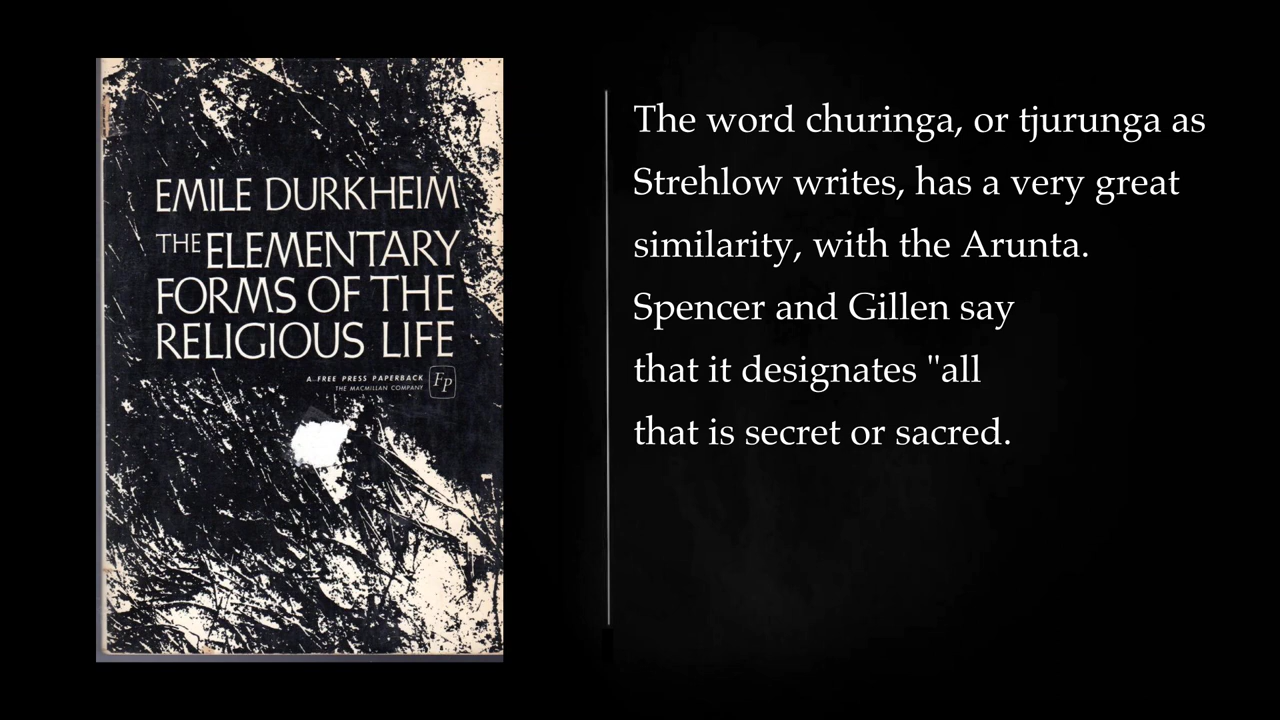 EMILE DURKHEIM
THE ELEMENTARY
FORMS OF THE
RELIGIOUS LIFE
A FREE PRESS PAPERBACK
THE MACMILLAN COMPANY
FP
The word churinga, or tjurunga as
Strehlow writes, has a very great
similarity, with the Arunta.
Spencer and Gillen say
that it designates "all
that is secret or sacred.